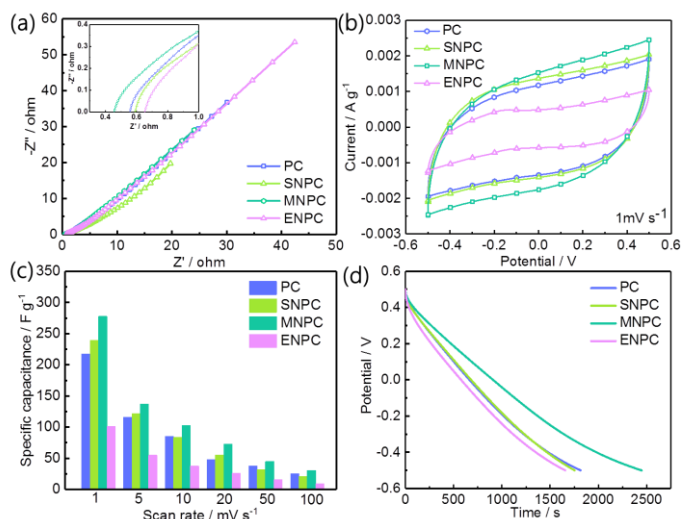 (a)
60
50
40
30
20
10
0
-Z'' / ohm
0.4
0.3
0.2
0.1
0.0
-Z'' / ohm
0.4 0.6 0.8 1.0
Z' / ohm
PC
SNPC
MNPC
ENPC
0 10 20 30 40 50
Z' / ohm
(b)
0.003
0.002
0.001
0.000
-0.001
-0.002
-0.003
Current / A g-1
PC
SNPC
MNPC
ENPC
1mV s-1
-0.6 -0.4 -0.2 0.0 0.2 0.4 0.6
Potential / V
(c)
350
300
250
200
150
100
50
0
Specific capacitance / F g-1
PC
SNPC
MNPC
ENPC
1 5 10 20 50 100
Scan rate / mV s-1
(d)
0.6
0.4
0.2
0.0
-0.2
-0.4
-0.6
Potential / V
PC
SNPC
MNPC
ENPC
0 500 1000 1500 2000 2500
Time / s